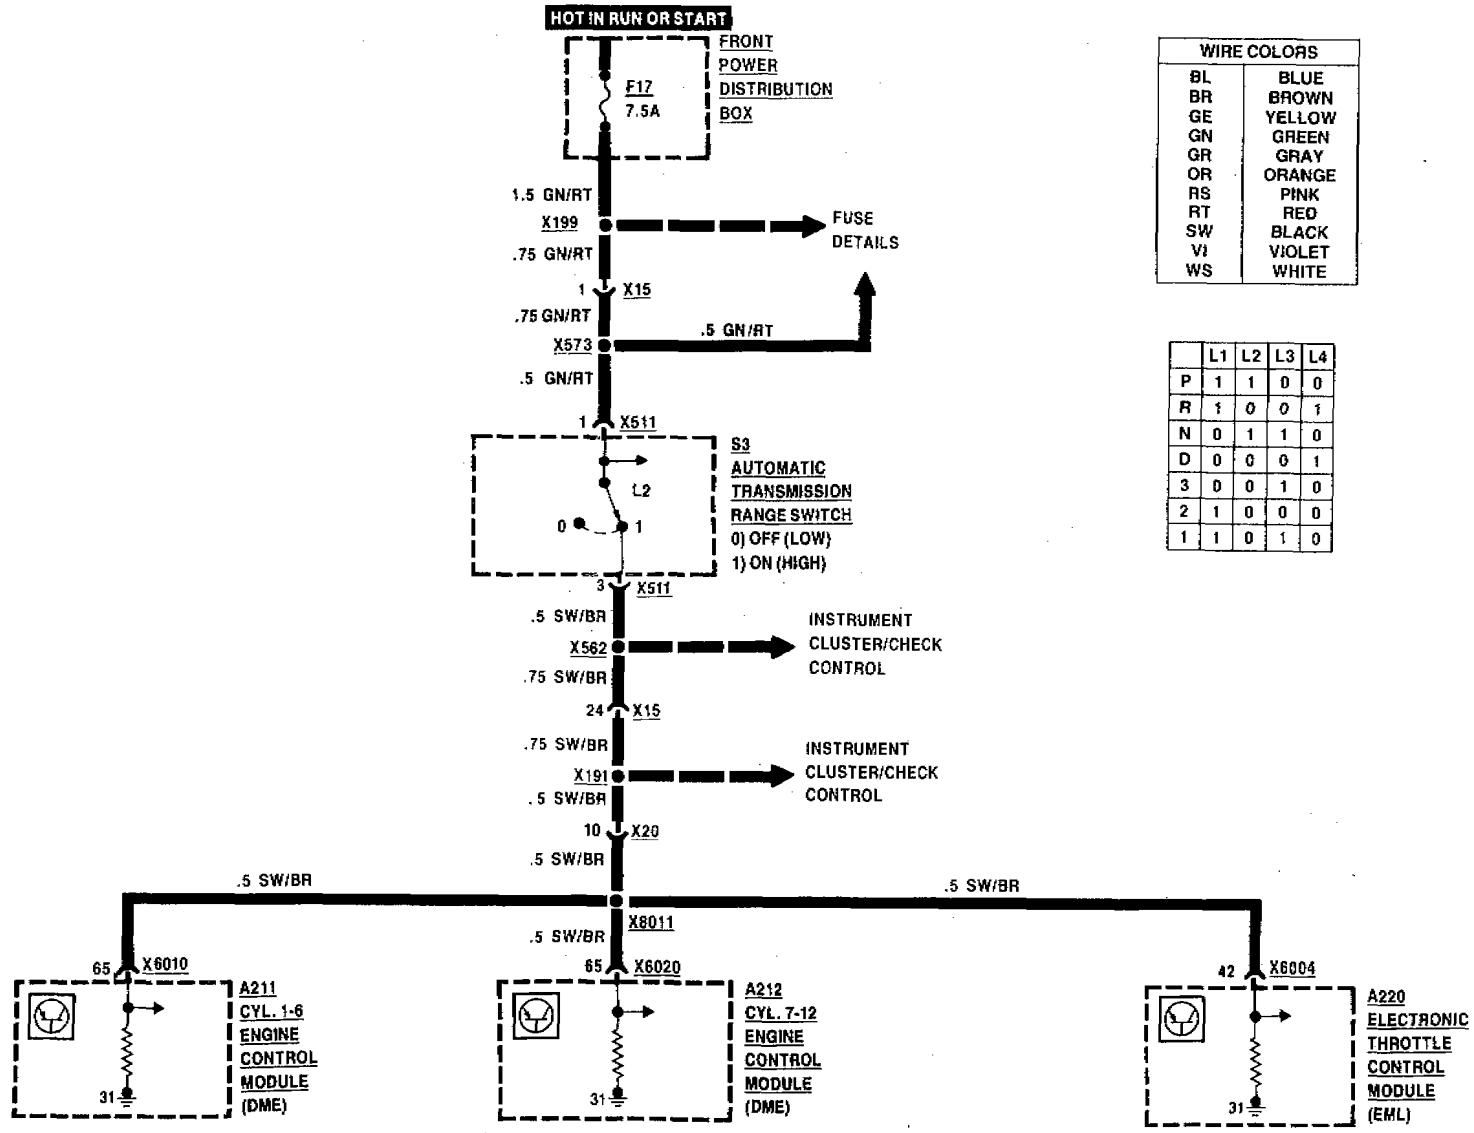 HOT IN RUN OR START
FRONT
POWER
DISTRIBUTION
BOX
F17
7.5A
1.5 GN/RT
X199
FUSE
DETAILS
.75 GN/RT
1 X15
.75 GN/RT
X573
.5 GN/RT
.5 GN/RT
1 X511
S3
AUTOMATIC
TRANSMISSION
RANGE SWITCH
0) OFF (LOW)
1) ON (HIGH)
L2
0 1
3 X511
.5 SW/BR
X562
INSTRUMENT
CLUSTER/CHECK
CONTROL
.75 SW/BR
24 X15
.75 SW/BR
X191
INSTRUMENT
CLUSTER/CHECK
CONTROL
.5 SW/BR
10 X20
.5 SW/BR
.5 SW/BR
.5 SW/BR
X8011
.5 SW/BR
65 X6010
A211
CYL. 1-6
ENGINE
CONTROL
MODULE
(DME)
31
65 X6020
A212
CYL. 7-12
ENGINE
CONTROL
MODULE
(DME)
31
42 X6004
A220
ELECTRONIC
THROTTLE
CONTROL
MODULE
(EML)
31
WIRE COLORS
BL BLUE
BR BROWN
GE YELLOW
GN GREEN
GR GRAY
OR ORANGE
RS PINK
RT RED
SW BLACK
VI VIOLET
WS WHITE
L1 L2 L3 L4
P 1 1 0 0
R 1 0 0 1
N 0 1 1 0
D 0 0 0 1
3 0 0 1 0
2 1 0 0 0
1 1 0 1 0